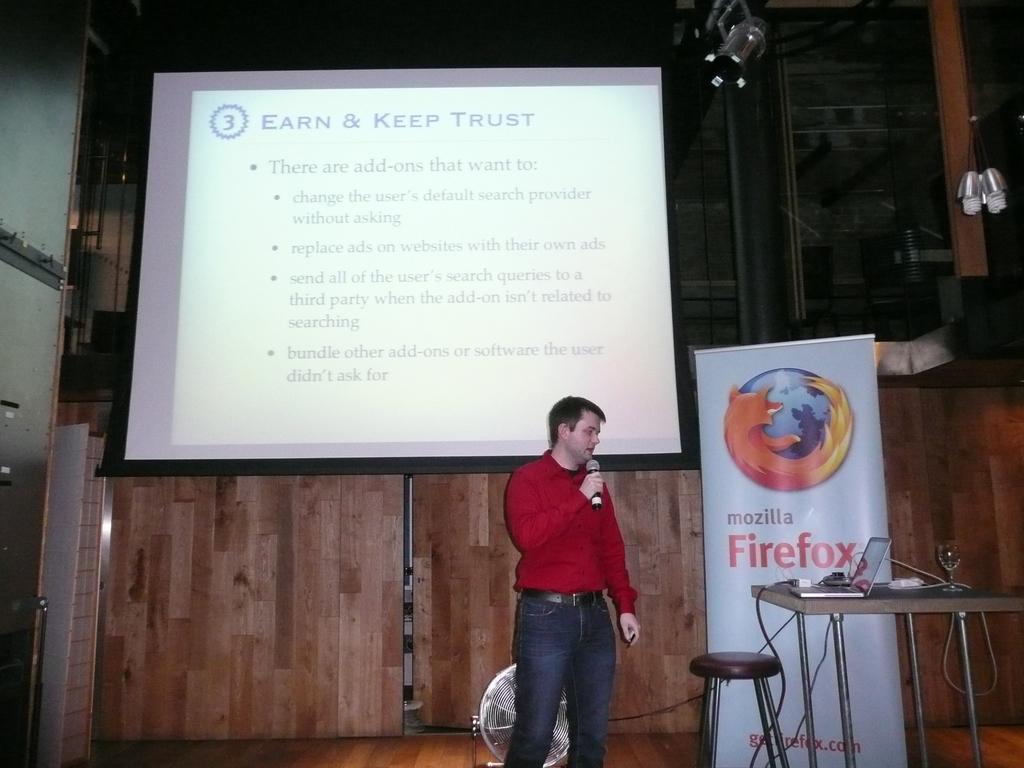 3 EARN & KEEP TRUST
• There are add-ons that want to:
• change the user's default search provider
without asking
• replace ads on websites with their own ads
• send all of the user's search queries to a
third party when the add-on isn't related to
searching
• bundle other add-ons or software the user
didn't ask for
mozilla
Firefox